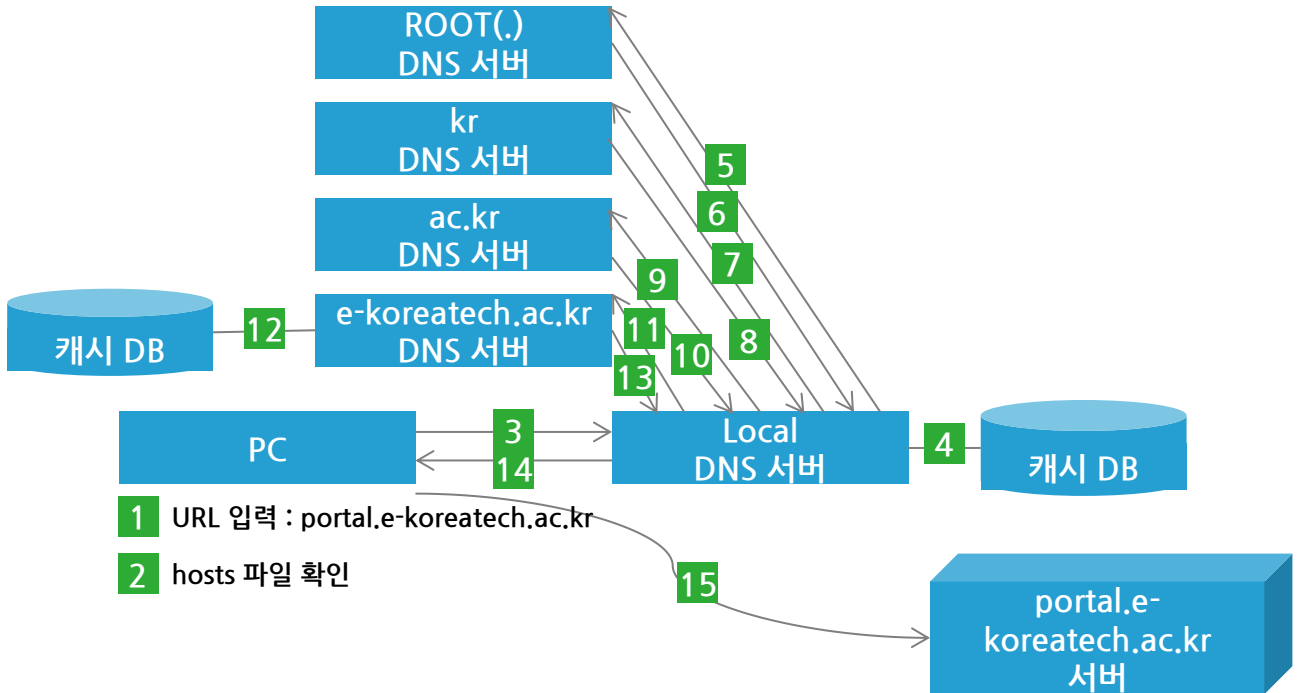 ROOT(.)
DNS 서버
kr
DNS 서버
5
6
ac.kr
DNS 서버
7
9
e-koreatech.ac.kr
DNS 서버
캐시 DB
12
11
8
10
13
PC
3
14
Local
DNS 서버
4
캐시 DB
1 URL 입력 : portal.e-koreatech.ac.kr
2 hosts 파일 확인
15
portal.e-
koreatech.ac.kr
서버